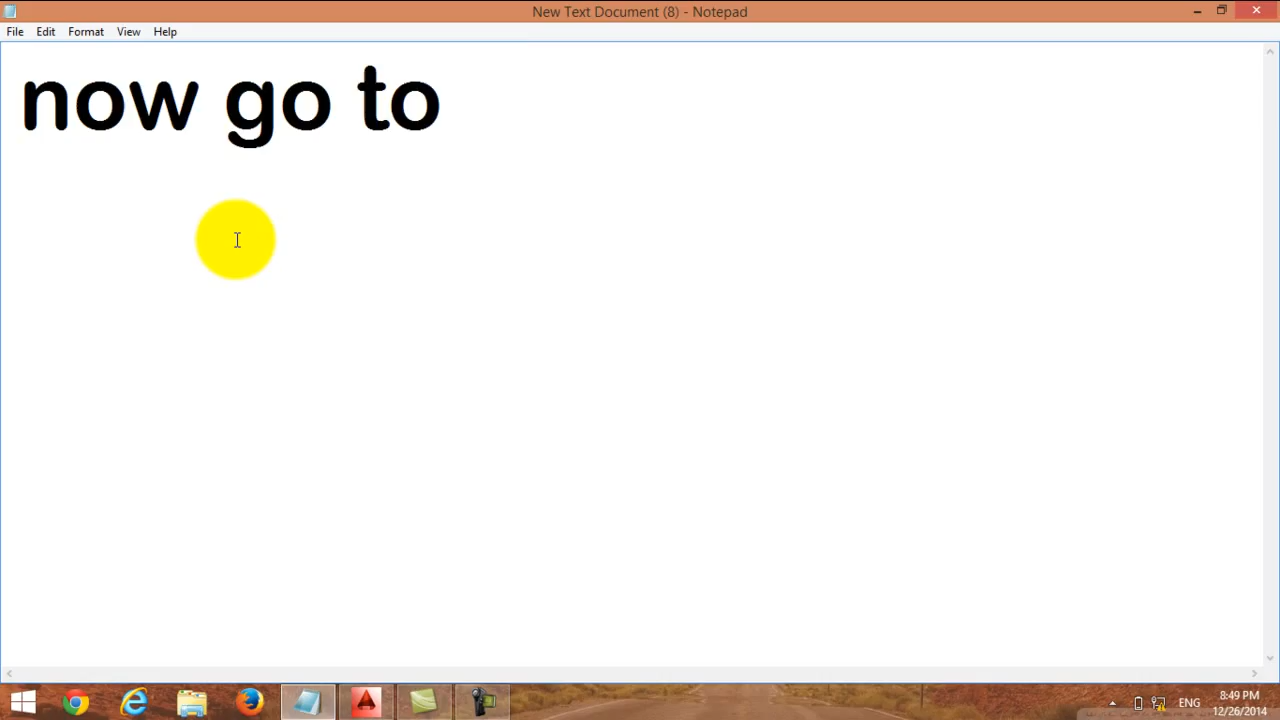 New Text Document (8) - Notepad
File Edit Format View Help
now go to
ENG
8:49 PM
12/26/2014